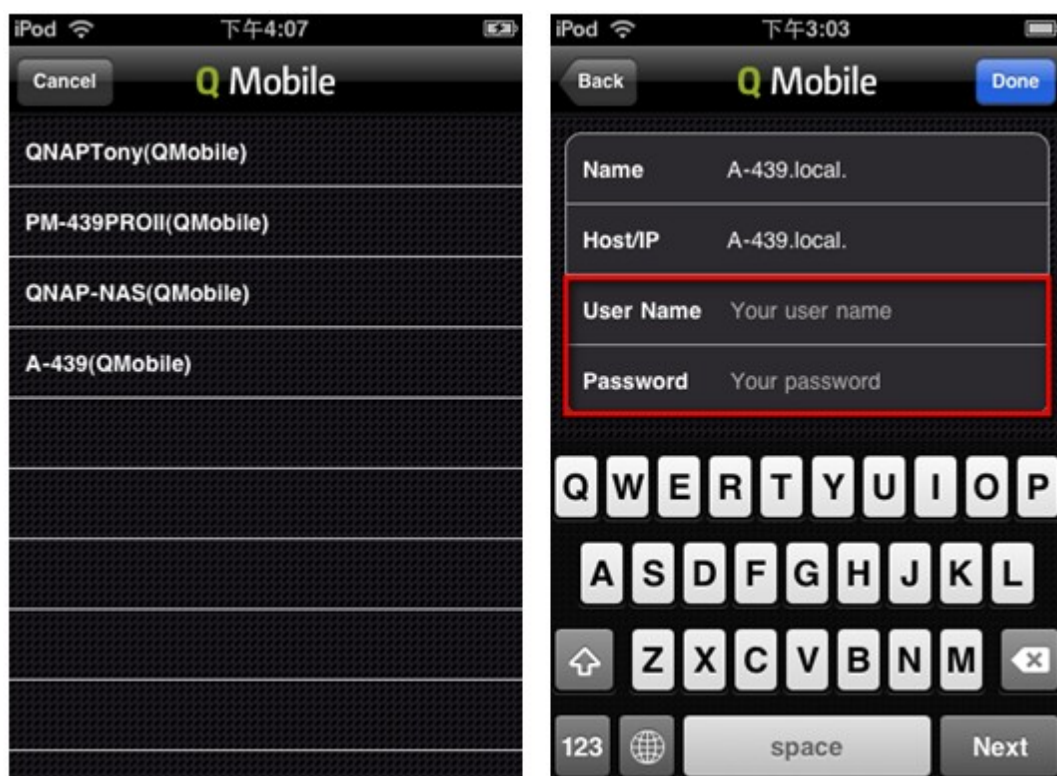 iPod 下午4:07
Cancel Q Mobile
QNAPTony(QMobile)
PM-439PROII(QMobile)
QNAP-NAS(QMobile)
A-439(QMobile)
iPod 下午3:03
Back Q Mobile Done
Name A-439.local.
Host/IP A-439.local.
User Name Your user name
Password Your password
Q W E R T Y U I O P
A S D F G H J K L
Z X C V B N M
123 space Next